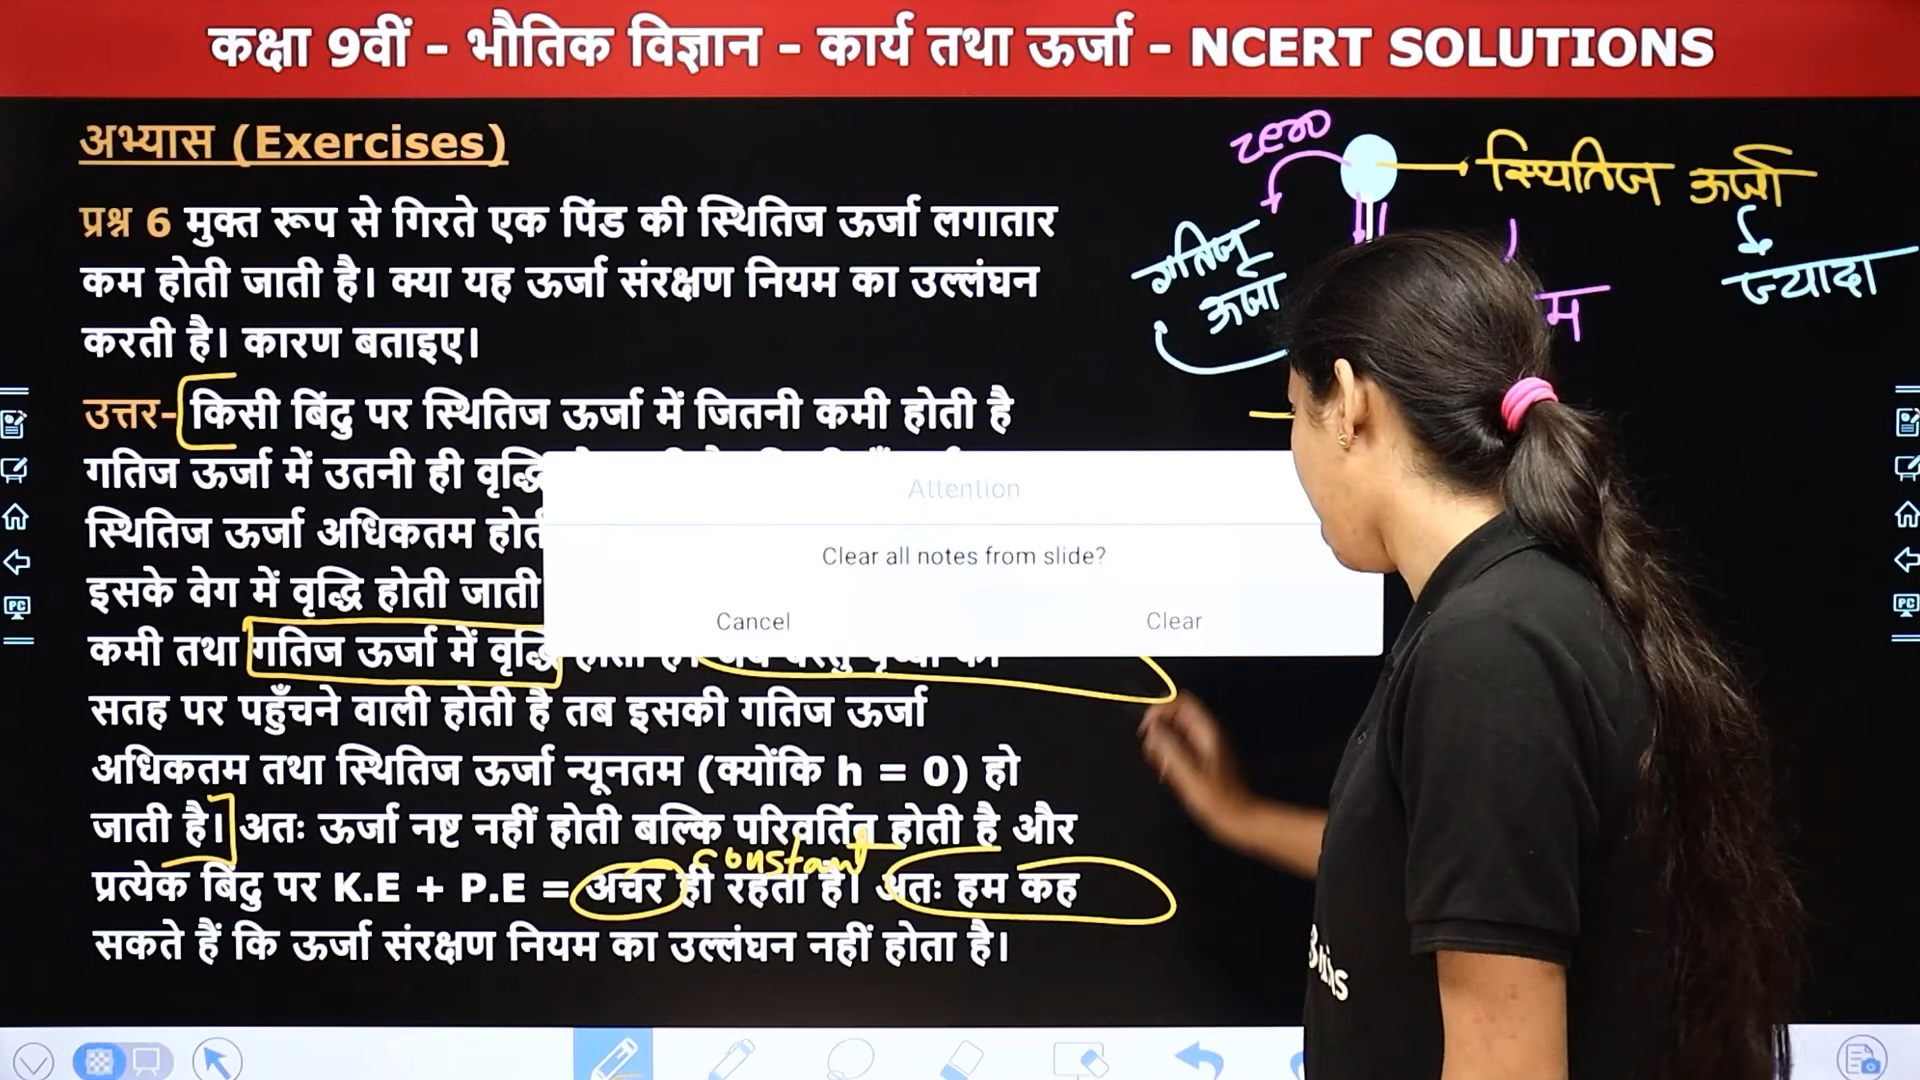 कक्षा 9वीं - भौतिक विज्ञान - कार्य तथा ऊर्जा - NCERT SOLUTIONS
अभ्यास (Exercises)
प्रश्न 6 मुक्त रूप से गिरते एक पिंड की स्थितिज ऊर्जा लगातार
कम होती जाती है। क्या यह ऊर्जा संरक्षण नियम का उल्लंघन
करती है। कारण बताइए।
उत्तर- किसी बिंदु पर स्थितिज ऊर्जा में जितनी कमी होती है
गतिज ऊर्जा में उतनी ही वृद्धि
स्थितिज ऊर्जा अधिकतम
इसके वेग में वृद्धि होती जाती
कमी तथा गतिज ऊर्जा में वृद्धि
सतह पर पहुँचने वाली होती है तब इसकी गतिज ऊर्जा
अधिकतम तथा स्थितिज ऊर्जा न्यूनतम (क्योंकि h = 0) हो
जाती है। अतः ऊर्जा नष्ट नहीं होती बल्कि परिवर्तित होती है और
constant
प्रत्येक बिंदु पर K.E + P.E = अचर ही रहता है। अतः हम कह
सकते हैं कि ऊर्जा संरक्षण नियम का उल्लंघन नहीं होता है।
zero
स्थितिज ऊर्जा
गतिज
ऊर्जा
ज्यादा
Attention
Clear all notes from slide?
Cancel
Clear
PC
PC